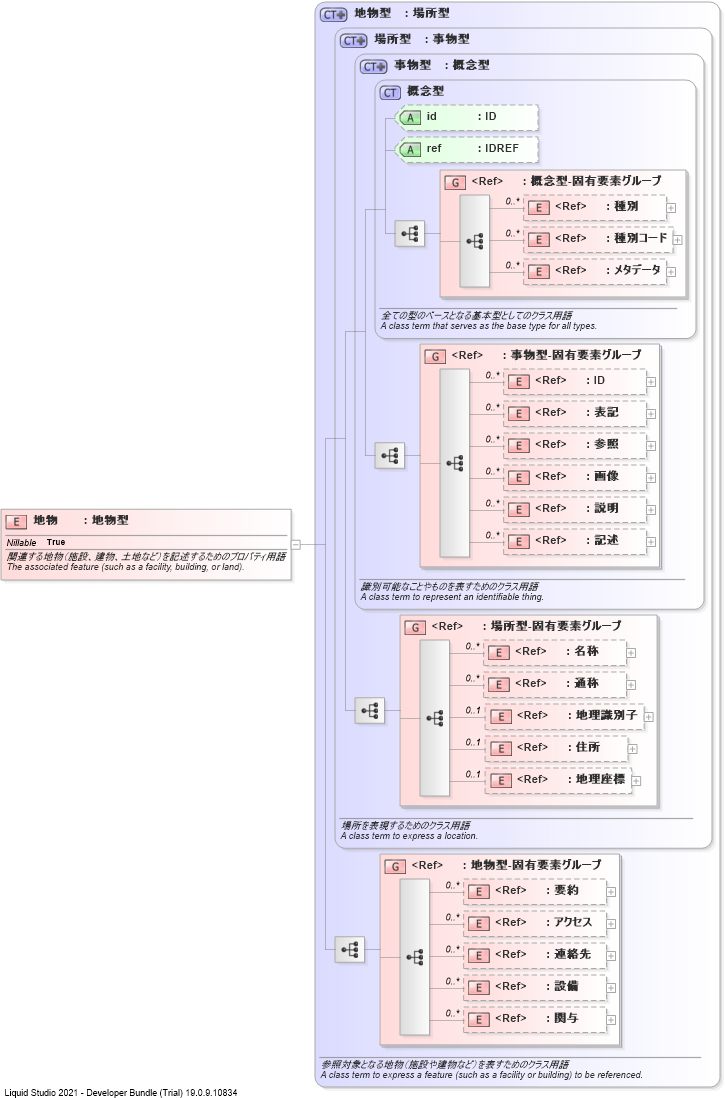 CT 地物型 : 場所型
CT 場所型 : 事物型
CT 事物型 : 概念型
CT 概念型
A id : ID
A ref : IDREF
G <Ref> : 概念型-固有要素グループ
0..* E <Ref> : 種別
0..* E <Ref> : 種別コード
0..* E <Ref> : メタデータ
全ての型のベースとなる基本型としてのクラス用語
A class term that serves as the base type for all types.
G <Ref> : 事物型-固有要素グループ
0..* E <Ref> : ID
0..* E <Ref> : 表記
0..* E <Ref> : 参照
0..* E <Ref> : 画像
0..* E <Ref> : 説明
0..* E <Ref> : 記述
識別可能なことやものを表すためのクラス用語
A class term to represent an identifiable thing.
E 地物 : 地物型
Nillable True
関連する地物(施設、建物、土地など)を記述するためのプロパティ用語
The associated feature (such as a facility, building, or land).
G <Ref> : 場所型-固有要素グループ
0..* E <Ref> : 名称
0..* E <Ref> : 通称
0..1 E <Ref> : 地理識別子
0..1 E <Ref> : 住所
0..1 E <Ref> : 地理座標
場所を表現するためのクラス用語
A class term to express a location.
G <Ref> : 地物型-固有要素グループ
0..* E <Ref> : 要約
0..* E <Ref> : アクセス
0..* E <Ref> : 連絡先
0..* E <Ref> : 設備
0..* E <Ref> : 関与
参照対象となる地物(施設や建物など)を表すためのクラス用語
A class term to express a feature (such as a facility or building) to be referenced.
Liquid Studio 2021 - Developer Bundle (Trial) 19.0.9.10834